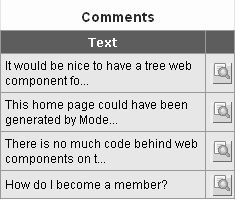 Comments
Text
It would be nice to have a tree web
component fo...
This home page could have been
generated by Mode...
There is no much code behind web
components on t...
How do I become a member?